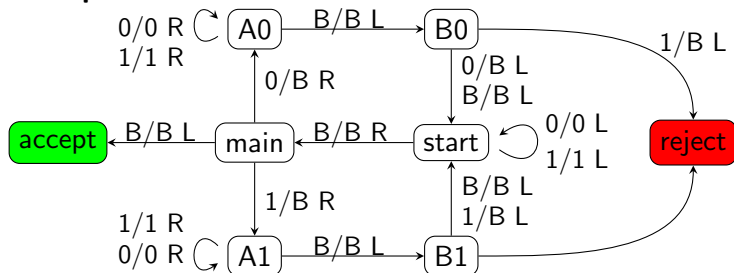 0/0 R
1/1 R
A0
B/B L
B0
1/B L
0/B R
0/B L
B/B L
accept
B/B L
main
B/B R
start
0/0 L
1/1 L
reject
1/B R
B/B L
1/B L
1/1 R
0/0 R
A1
B/B L
B1